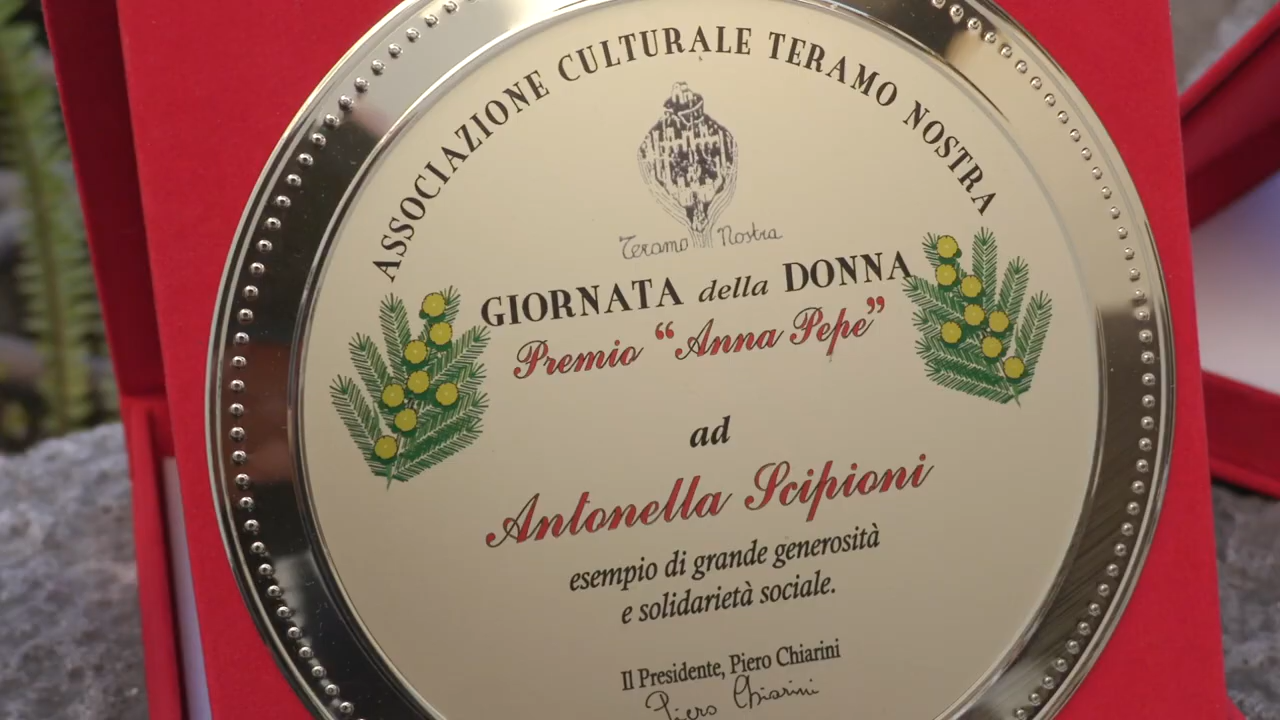 ASSOCIAZIONE CULTURALE TERAMO NOSTRA
Teramo Nostra
GIORNATA della DONNA
Premio “Anna Pepe”
ad
Antonella Scipioni
esempio di grande generosità
e solidarietà sociale.
Il Presidente, Piero Chiarini
Piero Chiarini